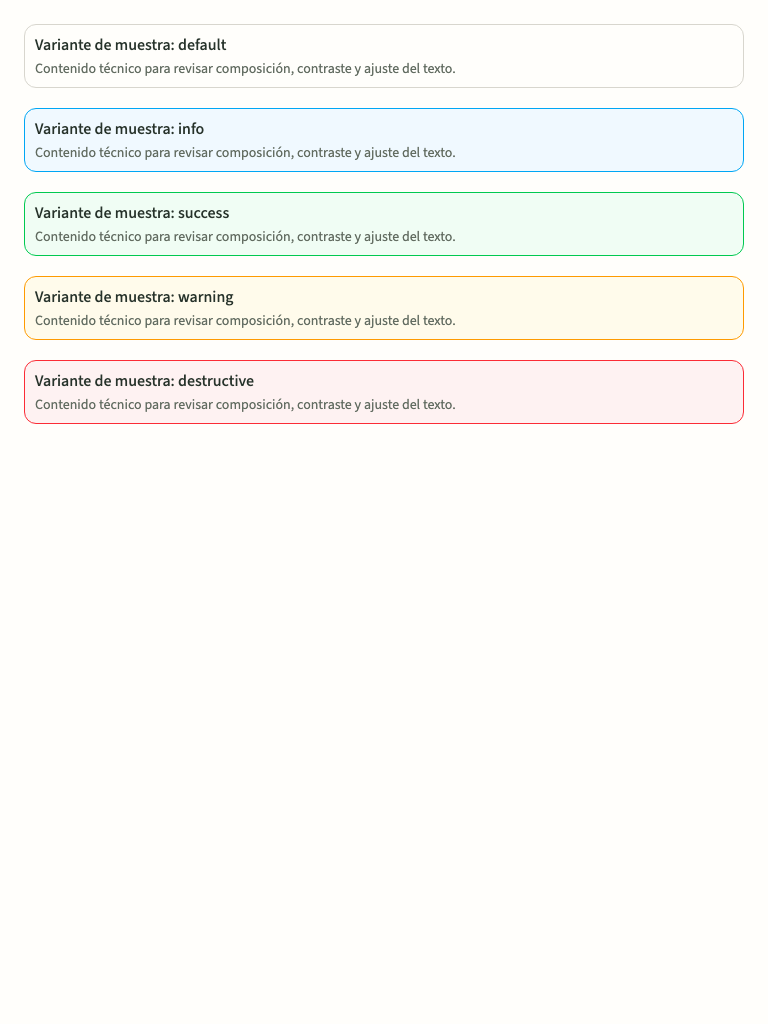 Variante de muestra: default
Contenido técnico para revisar composición, contraste y ajuste del texto.
Variante de muestra: info
Contenido técnico para revisar composición, contraste y ajuste del texto.
Variante de muestra: success
Contenido técnico para revisar composición, contraste y ajuste del texto.
Variante de muestra: warning
Contenido técnico para revisar composición, contraste y ajuste del texto.
Variante de muestra: destructive
Contenido técnico para revisar composición, contraste y ajuste del texto.